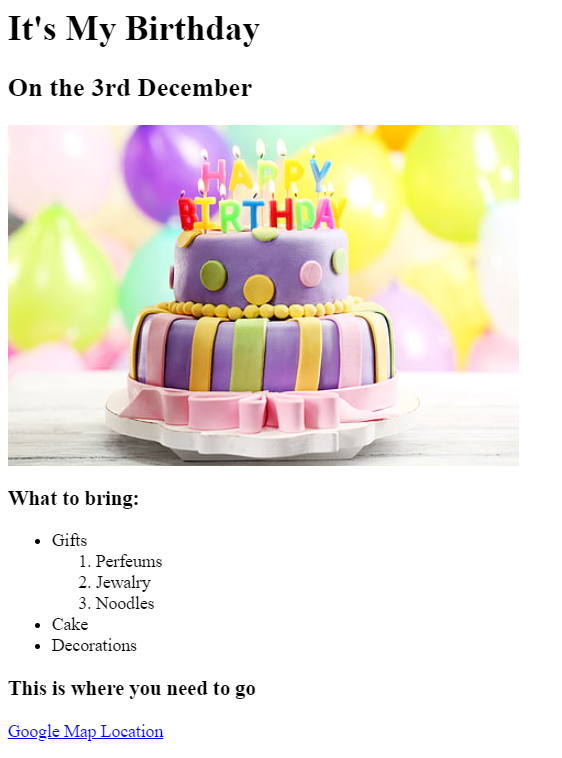 It's My Birthday
On the 3rd December
HAPPY
BIRTHDAY
What to bring:
• Gifts
1. Perfeums
2. Jewalry
3. Noodles
• Cake
• Decorations
This is where you need to go
Google Map Location